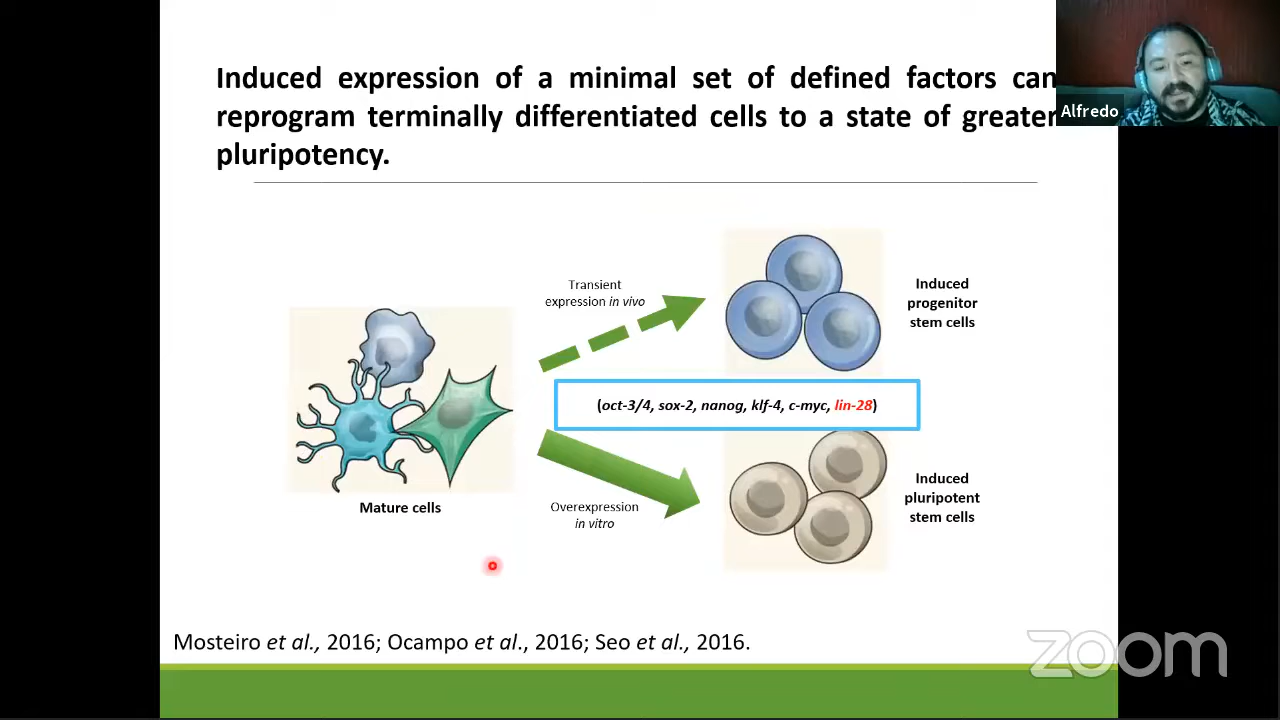 Induced expression of a minimal set of defined factors can
reprogram terminally differentiated cells to a state of greater
pluripotency.
Alfredo
Transient
expression in vivo
Induced
progenitor
stem cells
(oct-3/4, sox-2, nanog, klf-4, c-myc, lin-28)
Mature cells
Overexpression
in vitro
Induced
pluripotent
stem cells
Mosteiro et al., 2016; Ocampo et al., 2016; Seo et al., 2016.
zoom